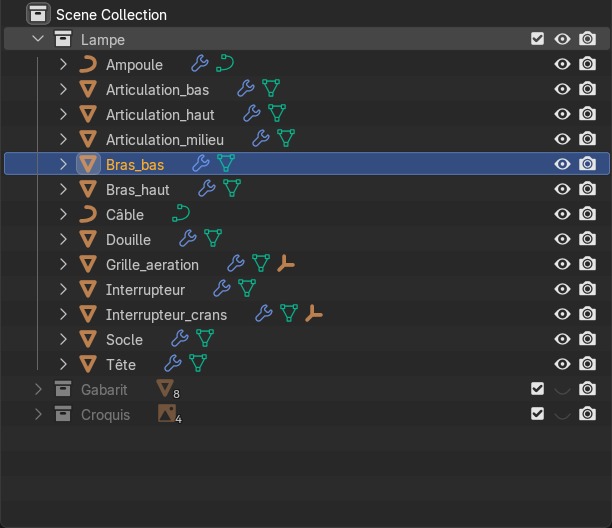 Scene Collection
Lampe
Ampoule
Articulation_bas
Articulation_haut
Articulation_milieu
Bras_bas
Bras_haut
Câble
Douille
Grille_aeration
Interrupteur
Interrupteur_crans
Socle
Tête
Gabarit 8
Croquis 4